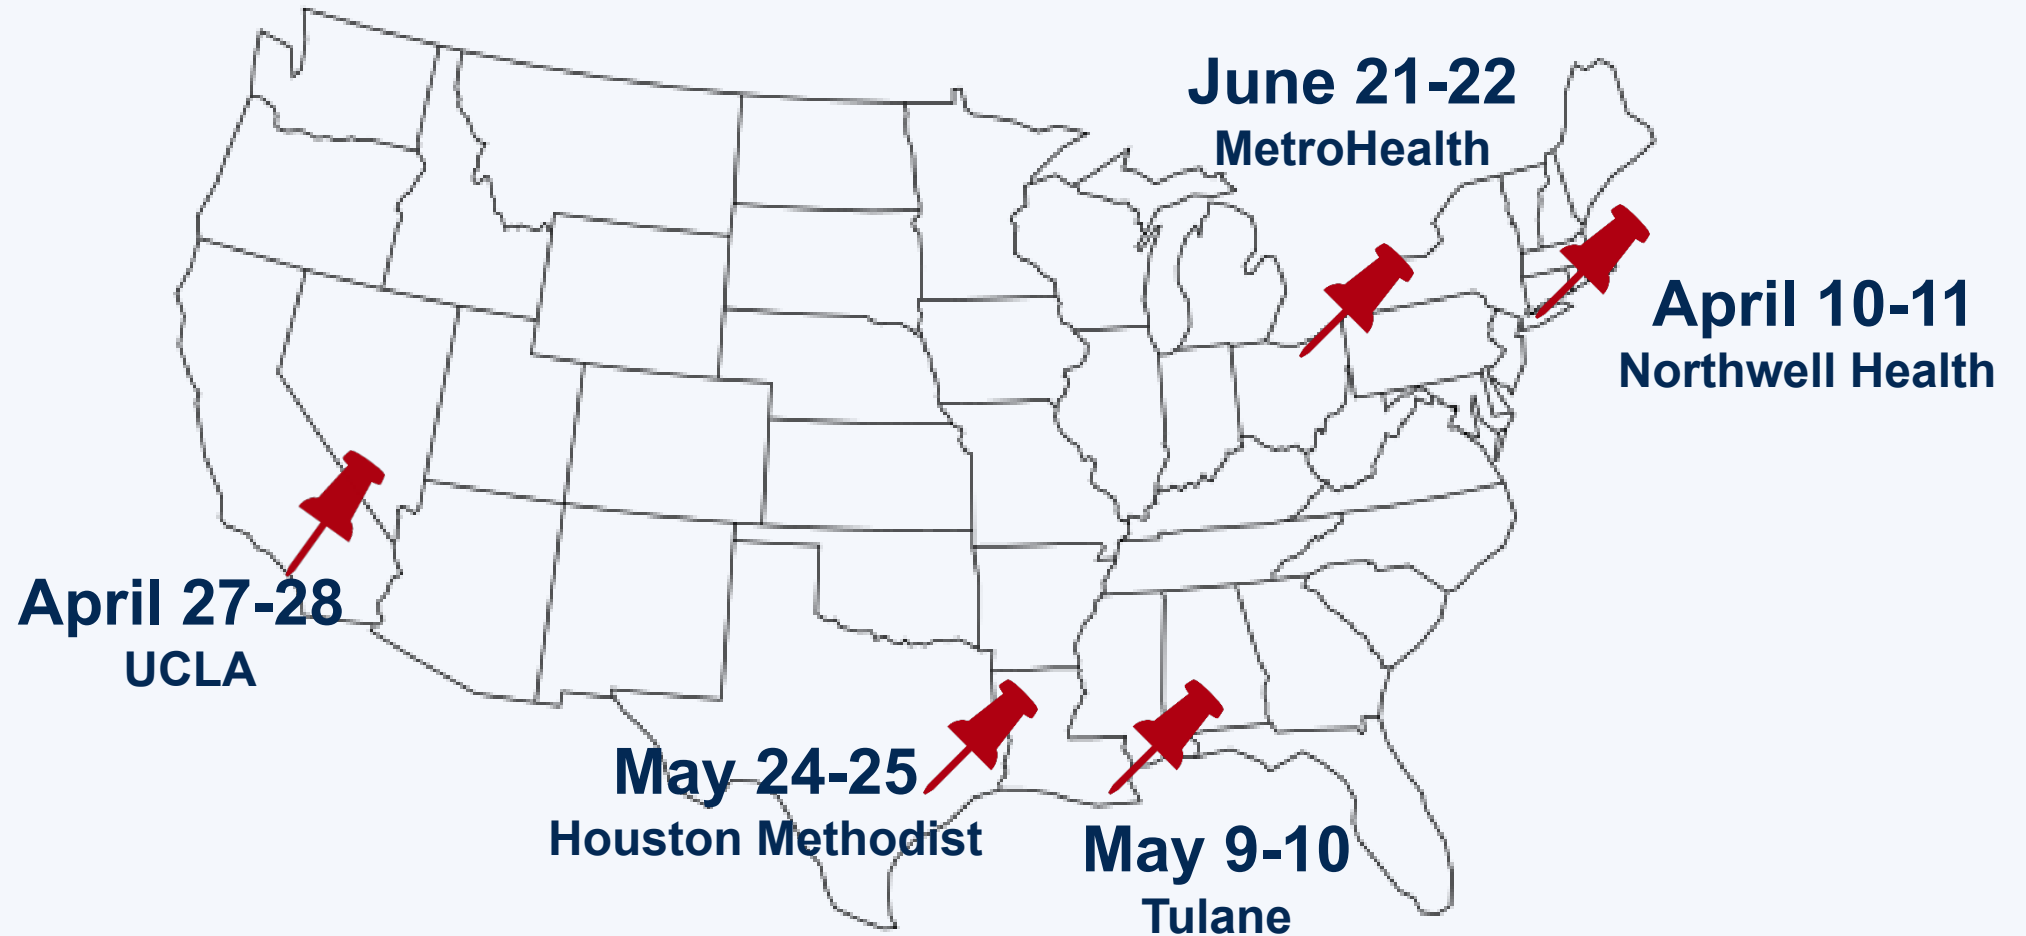 June 21-22
MetroHealth
April 10-11
Northwell Health
April 27-28
UCLA
May 24-25
Houston Methodist
May 9-10
Tulane